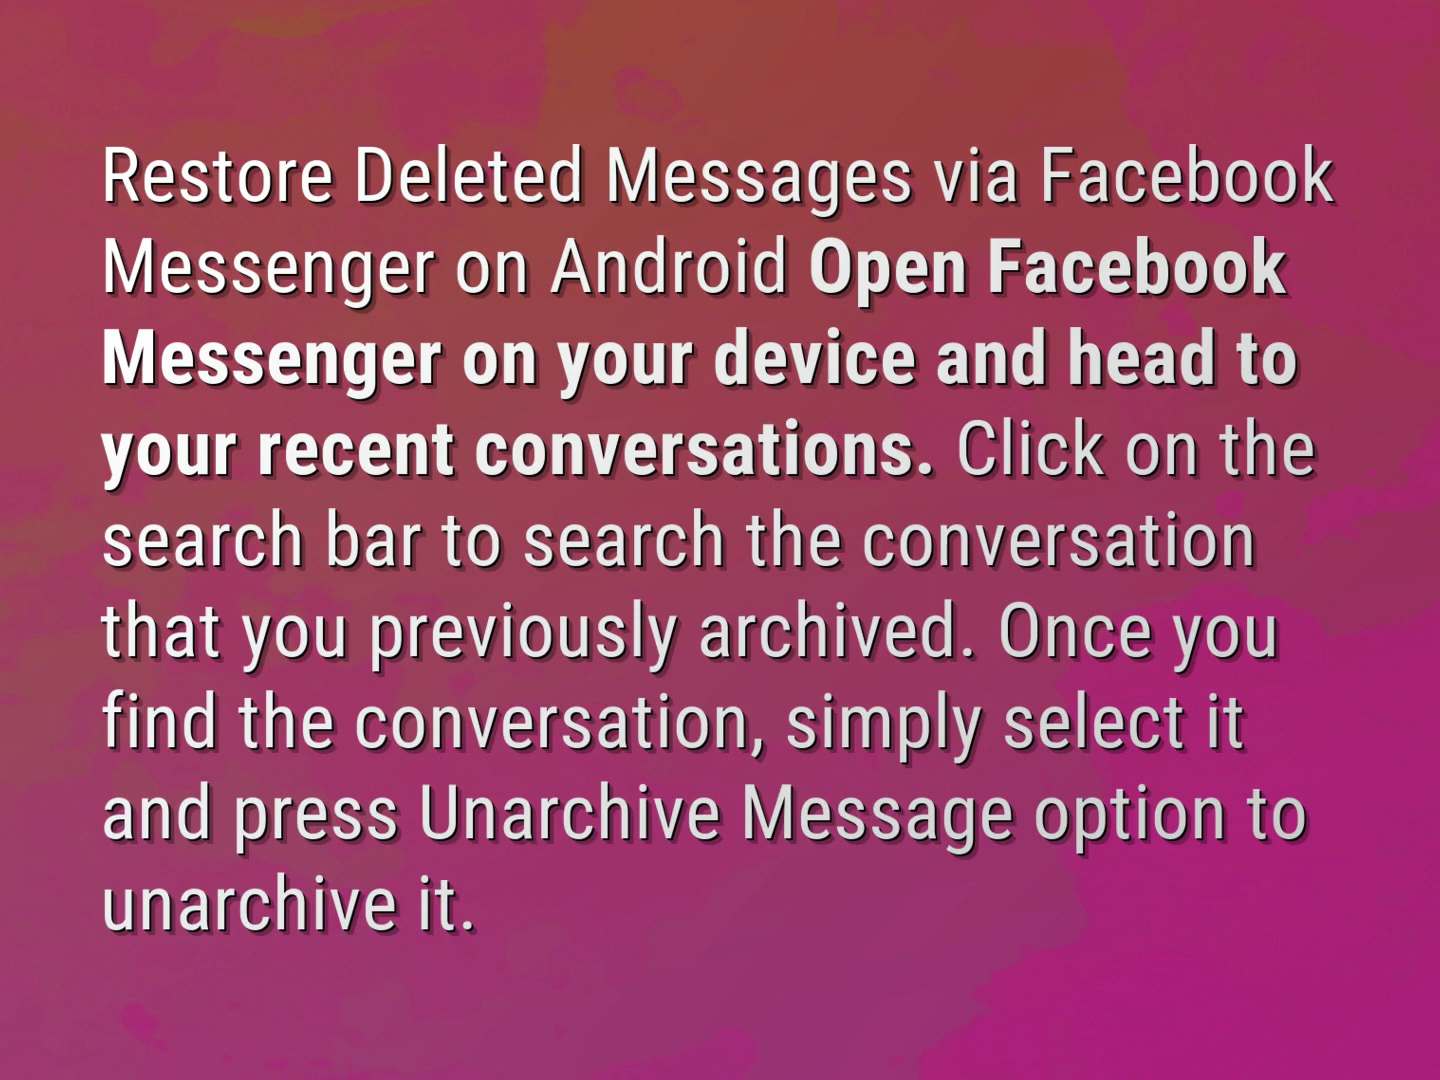 Restore Deleted Messages via Facebook
Messenger on Android Open Facebook
Messenger on your device and head to
your recent conversations. Click on the
search bar to search the conversation
that you previously archived. Once you
find the conversation, simply select it
and press Unarchive Message option to
unarchive it.